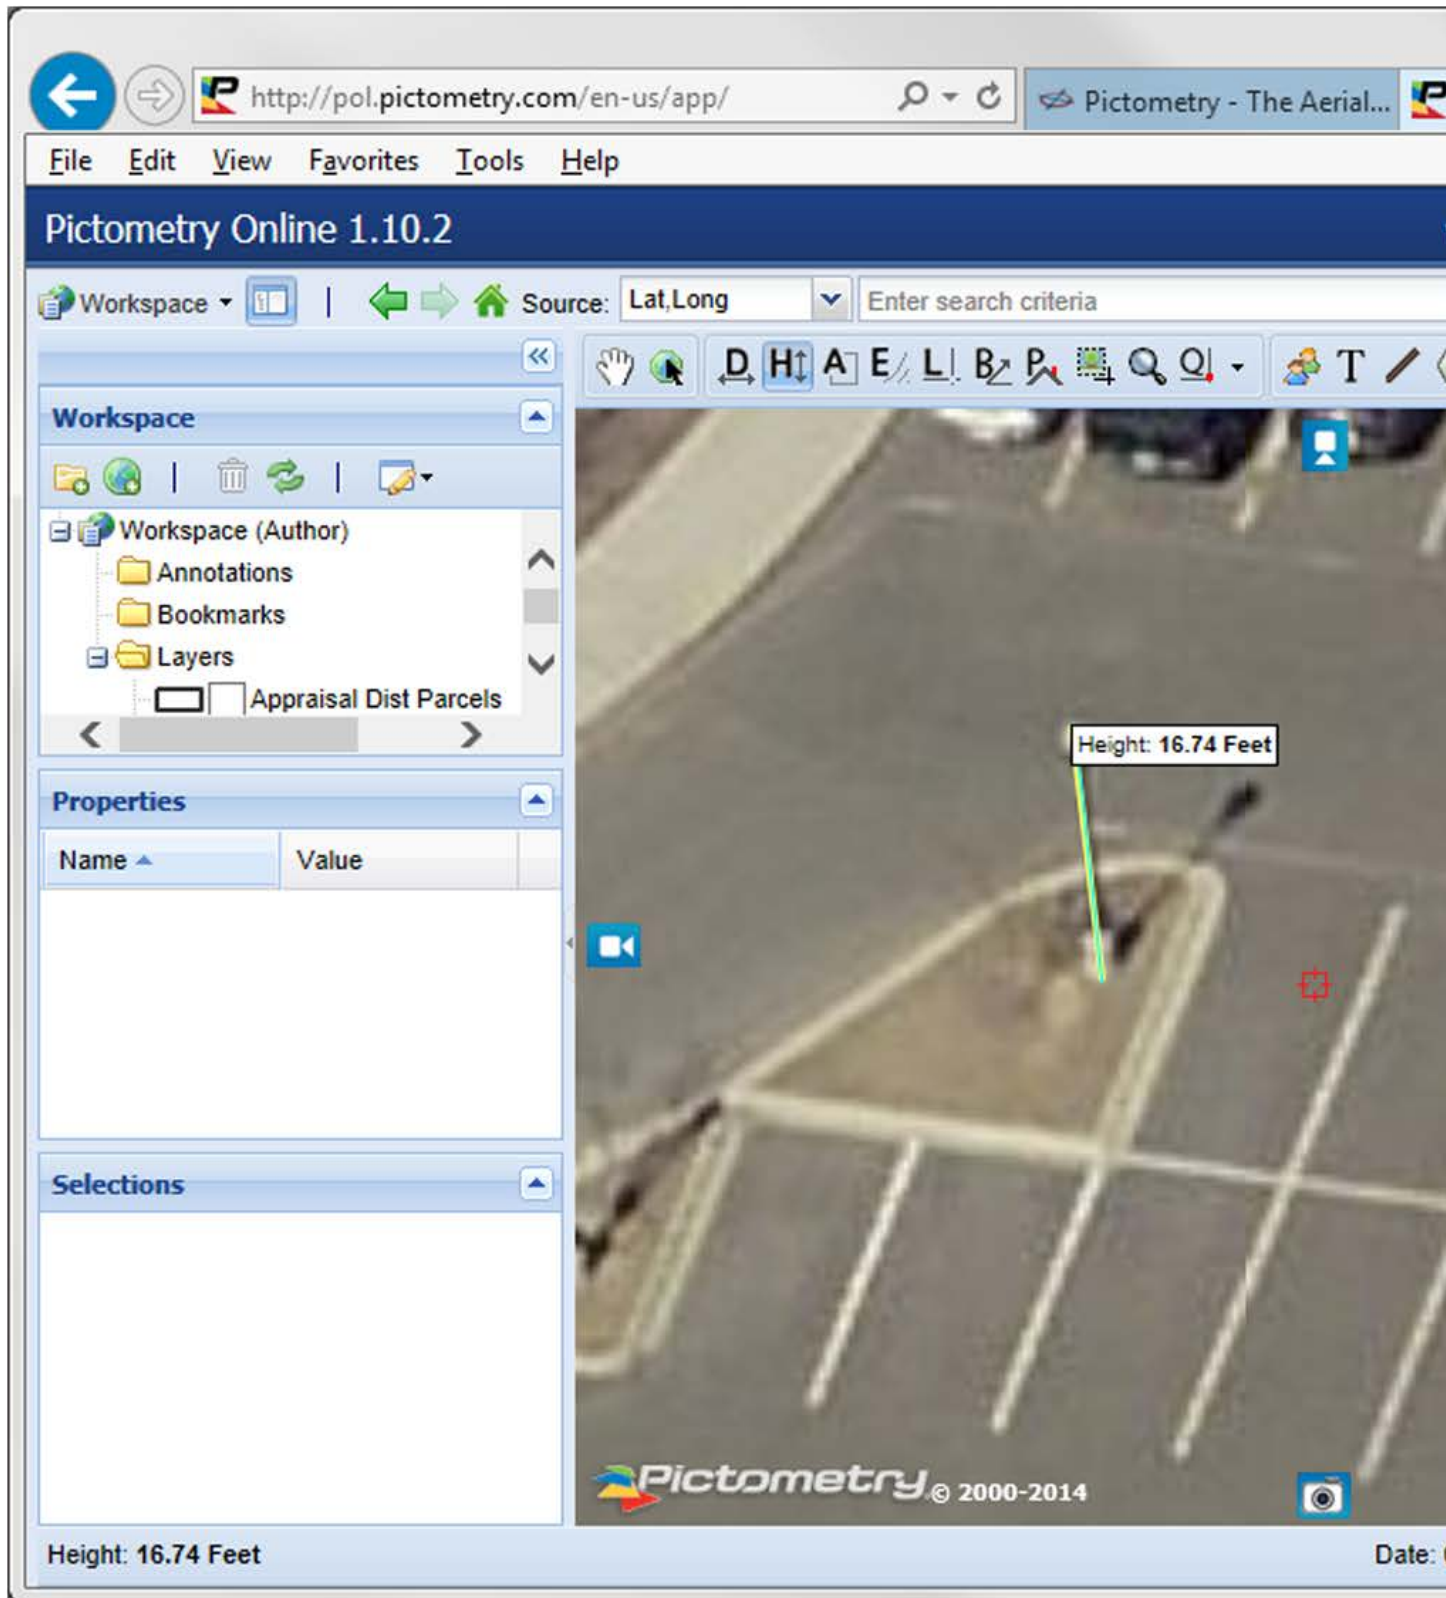 http://pol.pictometry.com/en-us/app/
Pictometry - The Aerial...
File Edit View Favorites Tools Help
Pictometry Online 1.10.2
Workspace Source: Lat,Long Enter search criteria
D H A E L B P Q T
Workspace
Workspace (Author)
Annotations
Bookmarks
Layers
Appraisal Dist Parcels
Height: 16.74 Feet
Properties
Name Value
Selections
Pictometry © 2000-2014
Height: 16.74 Feet
Date: